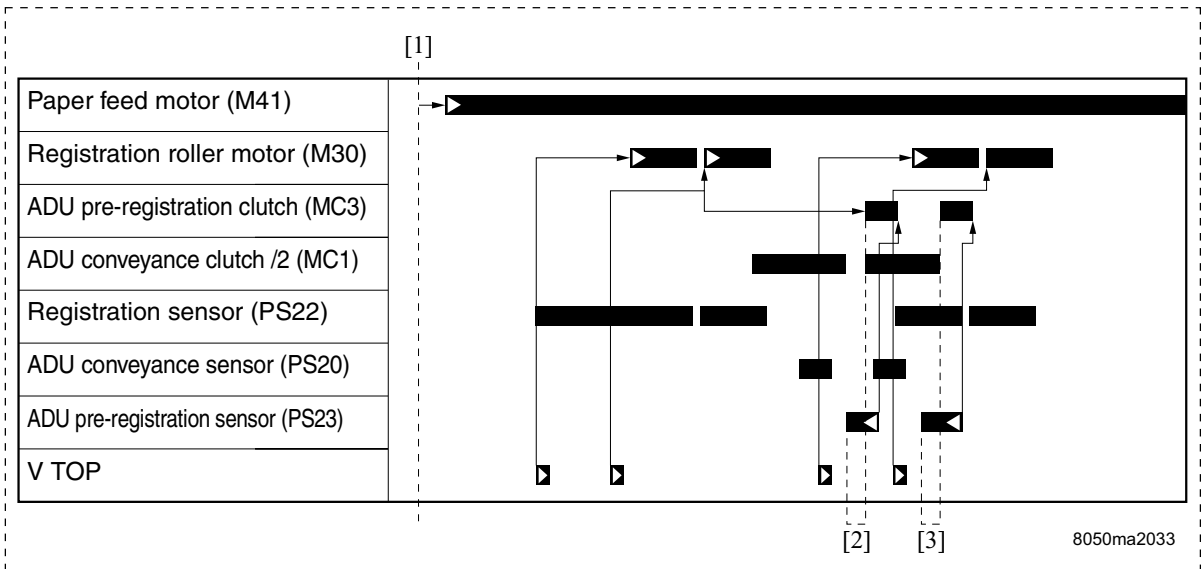 [1]
Paper feed motor (M41)
Registration roller motor (M30)
ADU pre-registration clutch (MC3)
ADU conveyance clutch /2 (MC1)
Registration sensor (PS22)
ADU conveyance sensor (PS20)
ADU pre-registration sensor (PS23)
V TOP
[2]
[3]
8050ma2033